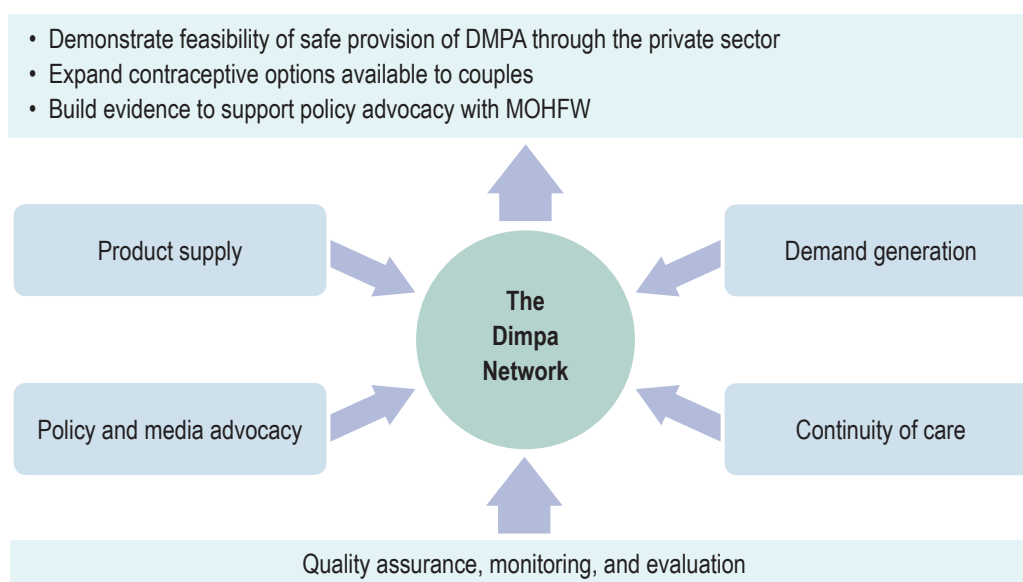 • Demonstrate feasibility of safe provision of DMPA through the private sector
• Expand contraceptive options available to couples
• Build evidence to support policy advocacy with MOHFW
Product supply
Demand generation
The
Dimpa
Network
Policy and media advocacy
Continuity of care
Quality assurance, monitoring, and evaluation